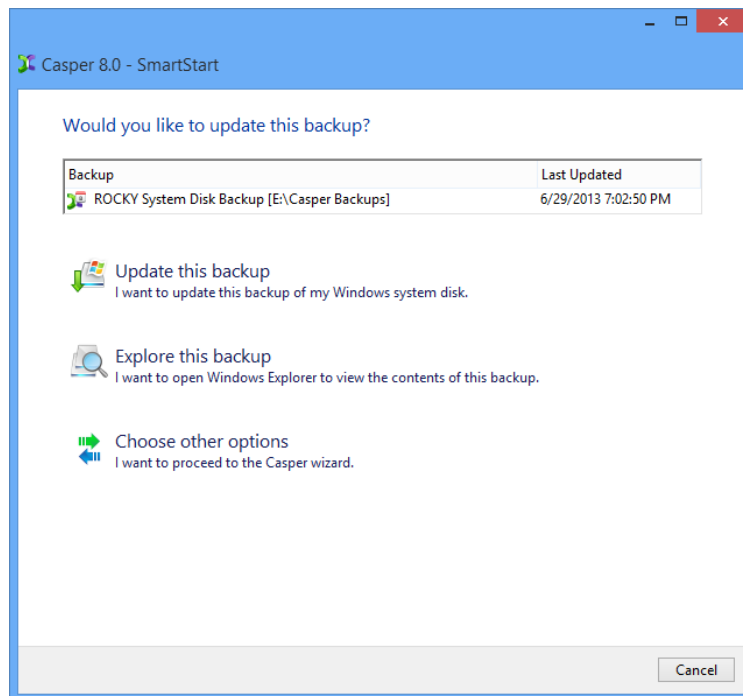 Casper 8.0 - SmartStart
Would you like to update this backup?
Backup Last Updated
ROCKY System Disk Backup [E:\Casper Backups] 6/29/2013 7:02:50 PM
Update this backup
I want to update this backup of my Windows system disk.
Explore this backup
I want to open Windows Explorer to view the contents of this backup.
Choose other options
I want to proceed to the Casper wizard.
Cancel